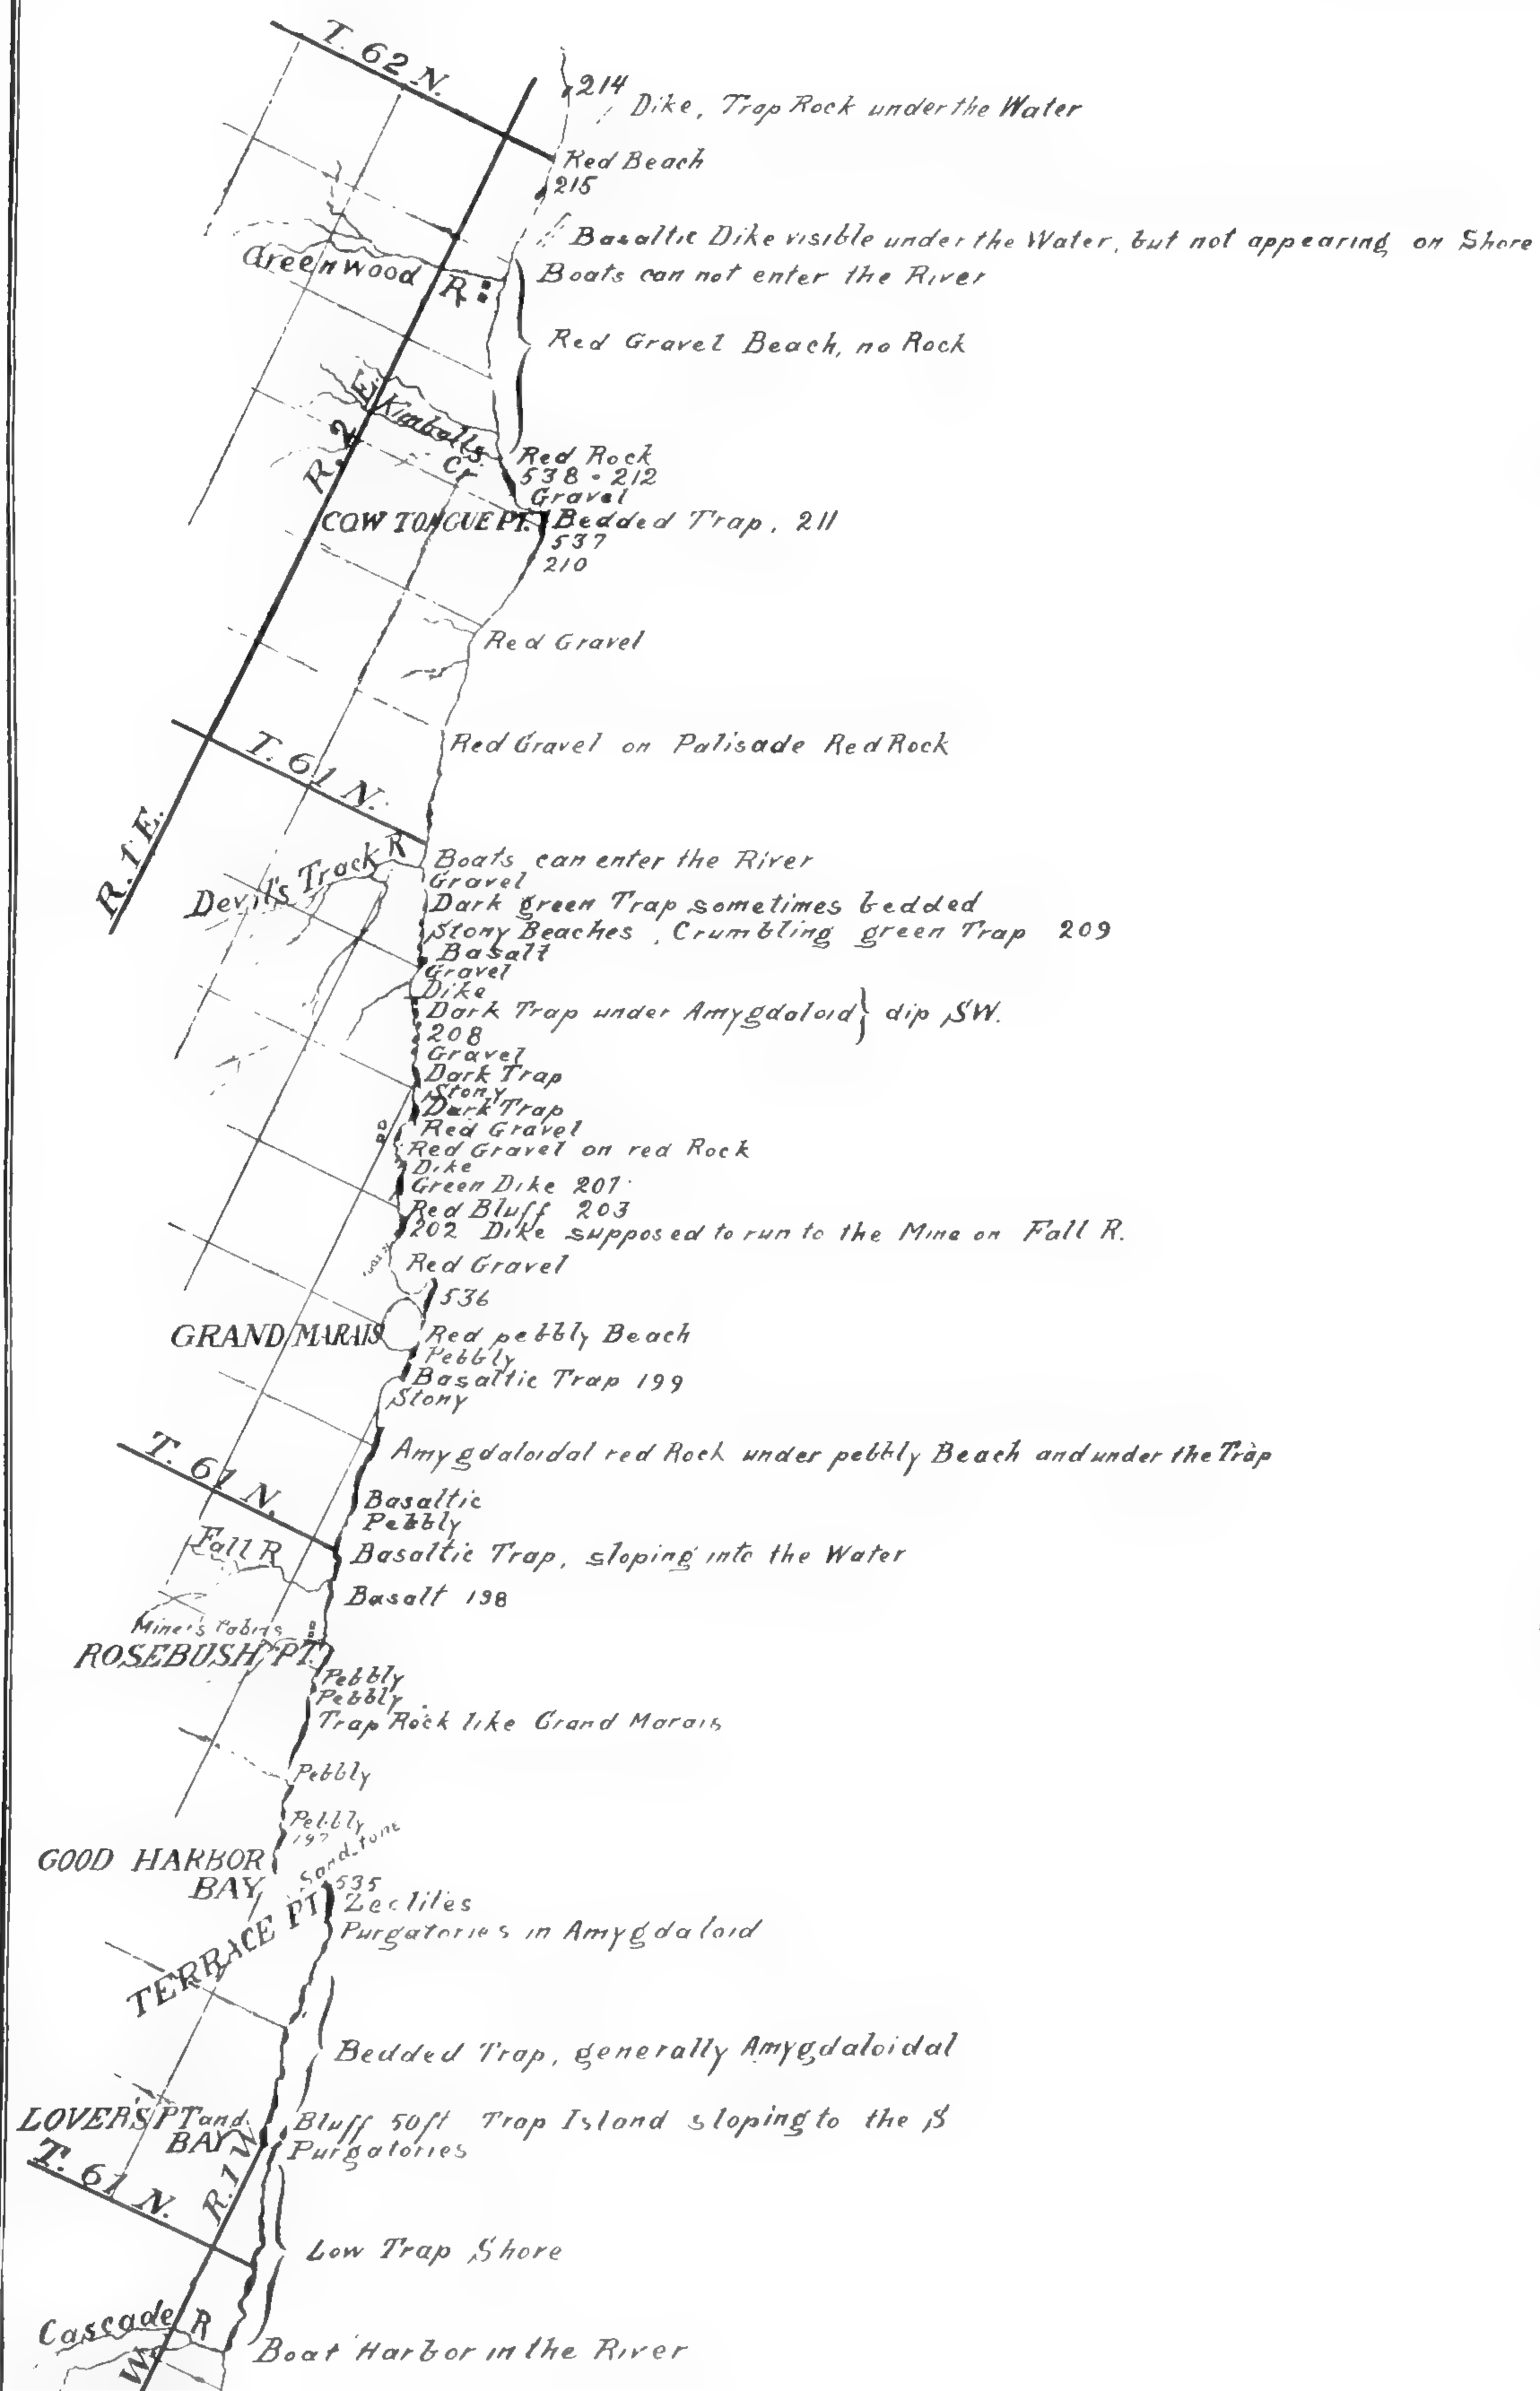 T. 62 N.
214
Dike, Trap Rock under the Water
Red Beach
215
Basaltic Dike visible under the Water, but not appearing on Shore
Greenwood R.
Boats can not enter the River
Red Gravel Beach, no Rock
E.
Kimballs Cr.
R. 2
Red Rock
538 - 212
Gravel
COW TONGUE PT.
Bedded Trap, 211
537
210
Red Gravel
Red Gravel on Palisade Red Rock
T. 61 N.
R. 1 E.
Devil's Track R
Boats can enter the River
Gravel
Dark green Trap sometimes bedded
Stony Beaches, Crumbling green Trap 209
Basalt
Gravel
Dike
Dark Trap under Amygdaloid} dip SW.
208
Gravel
Dark Trap
Stony
Dark Trap
Red Gravel
Red Gravel on red Rock
Dike
Green Dike 207
Red Bluff 203
202 Dike supposed to run to the Mine on Fall R.
Red Gravel
536
GRAND MARAIS
Red pebbly Beach
Pebbly
Basaltic Trap 199
Stony
Amygdaloidal red Rock under pebbly Beach and under the Trap
T. 61 N.
Basaltic
Pebbly
Fall R
Basaltic Trap, sloping into the Water
Basalt 198
Miner's Cabins
ROSEBUSH PT.
Pebbly
Pebbly
Trap Rock like Grand Marais
Pebbly
Pebbly
197
Sandstone
GOOD HARBOR
BAY
535
TERRACE PT
Zeolites
Purgatories in Amygdaloid
Bedded Trap, generally Amygdaloidal
LOVER'S PT and
BAY
Bluff 50ft Trap Island sloping to the S
Purgatories
T. 61 N.
R. 1 W
Low Trap Shore
Cascade R
Boat Harbor in the River
W.